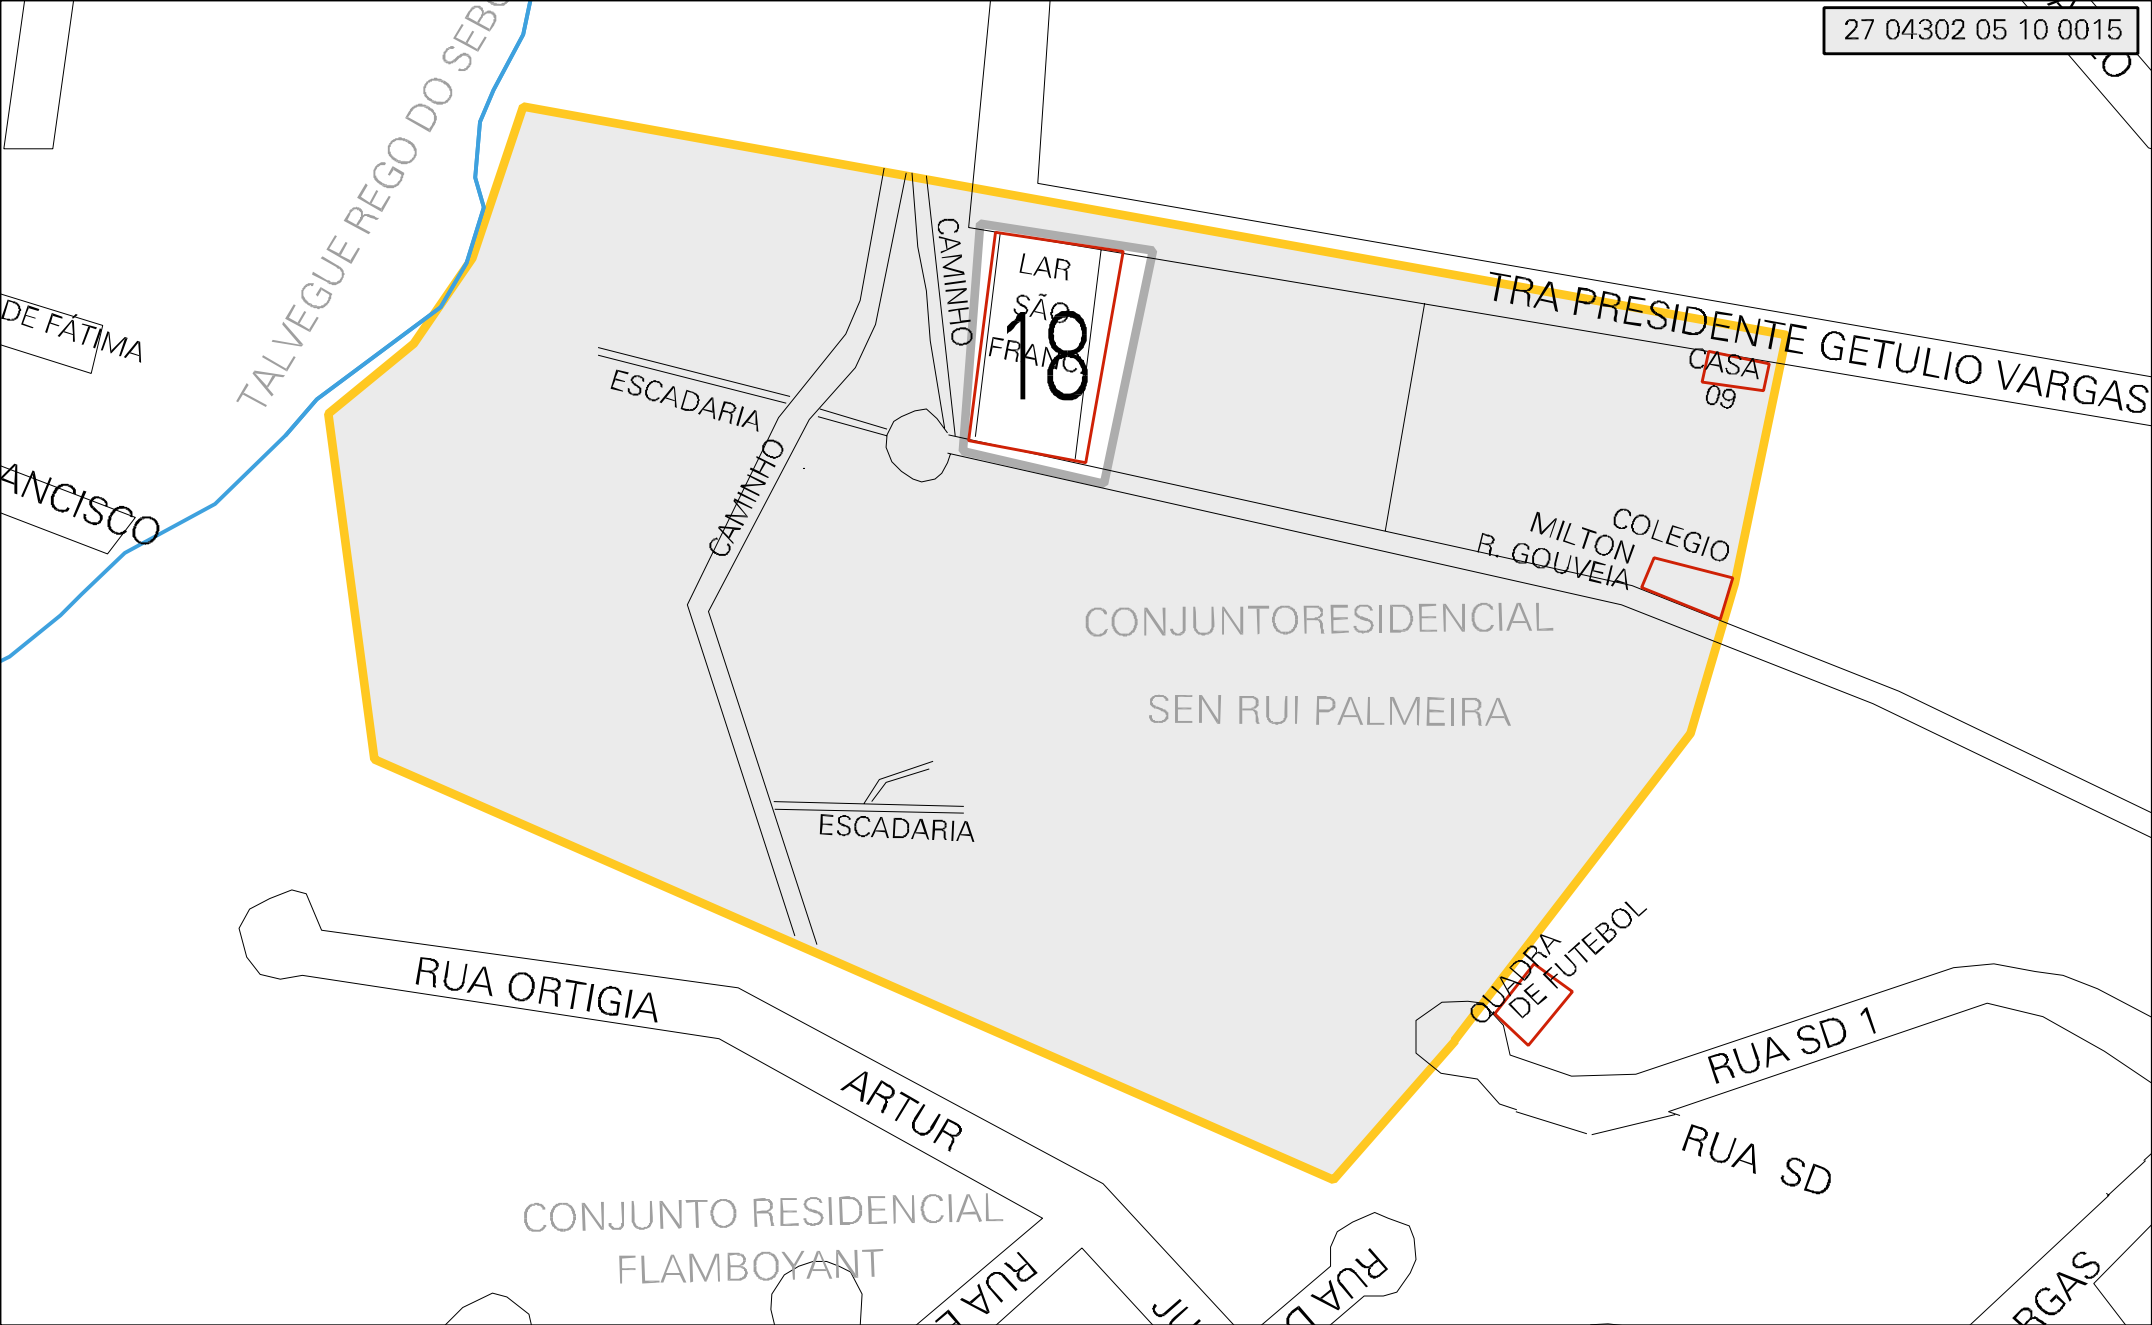 27 04302 05 10 0015
TALVEGUE REGO DO SEBO
CAMINHO
LAR
SÃO
FRANC.
18
TRA PRESIDENTE GETULIO VARGAS
DE FÁTIMA
CASA
09
ESCADARIA
ANCISCO
CAMINHO
COLEGIO
MILTON
R. GOUVEIA
CONJUNTORESIDENCIAL
SEN RUI PALMEIRA
ESCADARIA
QUADRA
DE FUTEBOL
RUA ORTIGIA
RUA SD 1
ARTUR
RUA SD
CONJUNTO RESIDENCIAL
FLAMBOYANT
RUA E
RUA D
RGAS